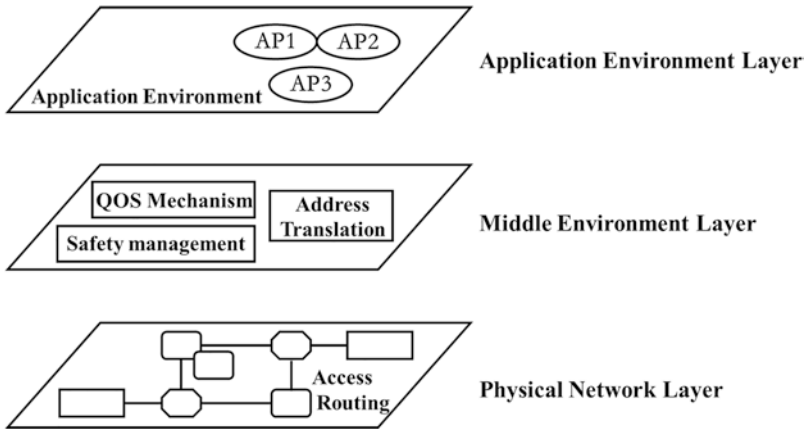 AP1
AP2
AP3
Application Environment
Application Environment Layer
QOS Mechanism
Safety management
Address
Translation
Middle Environment Layer
Access
Routing
Physical Network Layer